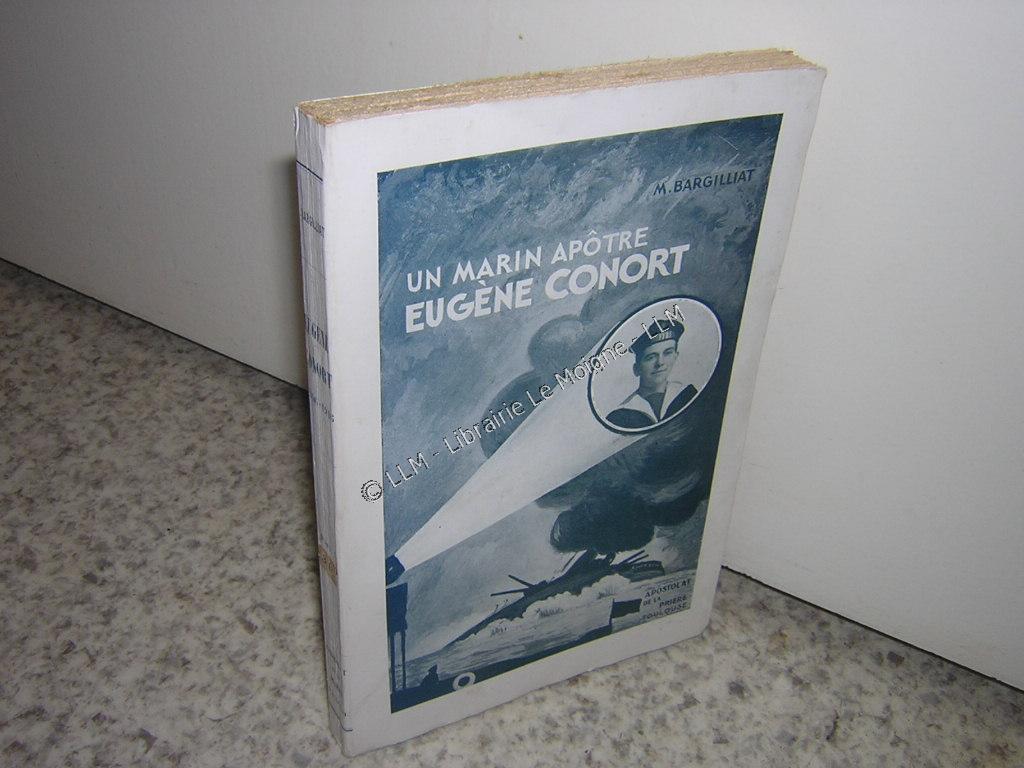 M. BARGILLIAT
UN MARIN APÔTRE
EUGÈNE CONORT
© LLM - Librairie Le Moigne - LLM
APOSTOLAT
DE LA PRIÈRE
TOULOUSE